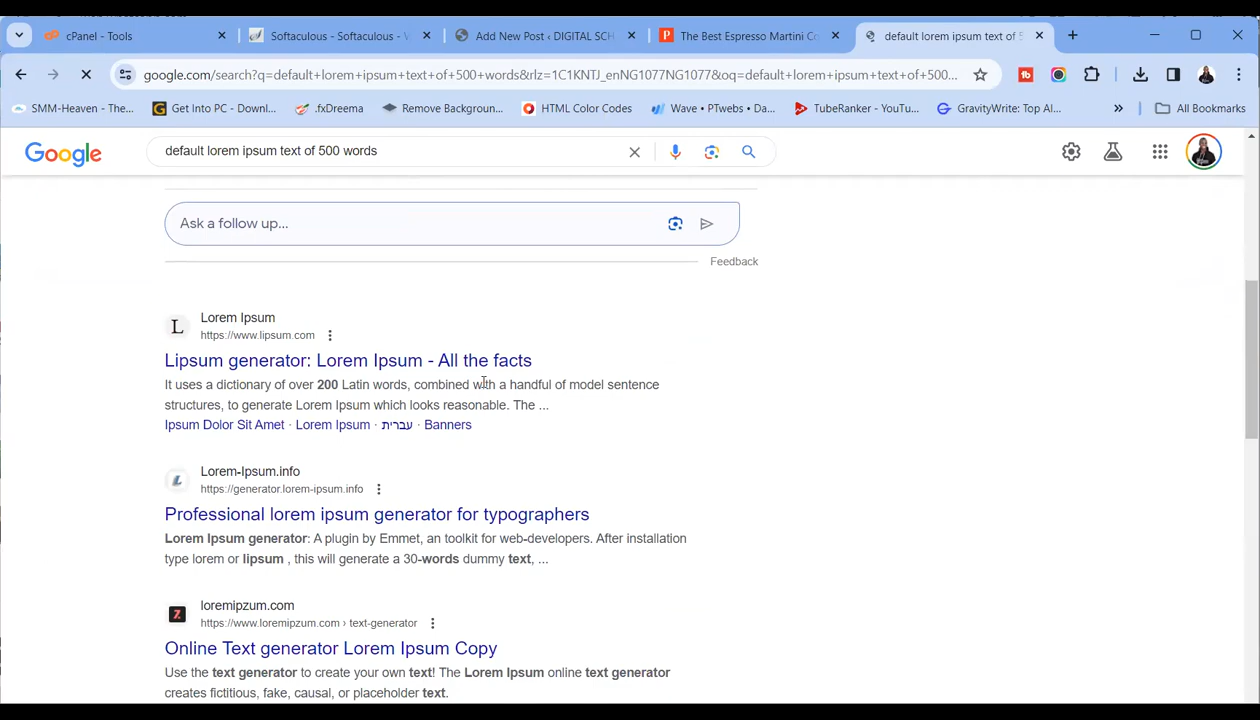 cPanel - Tools
Softaculous - Softaculous - V
Add New Post ‹ DIGITAL SCH
The Best Espresso Martini Co
default lorem ipsum text of 5
google.com/search?q=default+lorem+ipsum+text+of+500+words&rlz=1C1KNTJ_enNG1077NG1077&oq=default+lorem+ipsum+text+of+500...
SMM-Heaven - The...
Get Into PC - Downl...
.fxDreema
Remove Backgroun...
HTML Color Codes
Wave • PTwebs • Da...
TubeRanker - YouTu...
GravityWrite: Top Al...
»
All Bookmarks
Google
default lorem ipsum text of 500 words
Ask a follow up...
Feedback
L
Lorem Ipsum
https://www.lipsum.com
Lipsum generator: Lorem Ipsum - All the facts
It uses a dictionary of over 200 Latin words, combined with a handful of model sentence
structures, to generate Lorem Ipsum which looks reasonable. The ...
Ipsum Dolor Sit Amet · Lorem Ipsum · עברית · Banners
L
Lorem-Ipsum.info
https://generator.lorem-ipsum.info
Professional lorem ipsum generator for typographers
Lorem Ipsum generator: A plugin by Emmet, an toolkit for web-developers. After installation
type lorem or lipsum , this will generate a 30-words dummy text, ...
Z
loremipzum.com
https://www.loremipzum.com › text-generator
Online Text generator Lorem Ipsum Copy
Use the text generator to create your own text! The Lorem Ipsum online text generator
creates fictitious, fake, causal, or placeholder text.